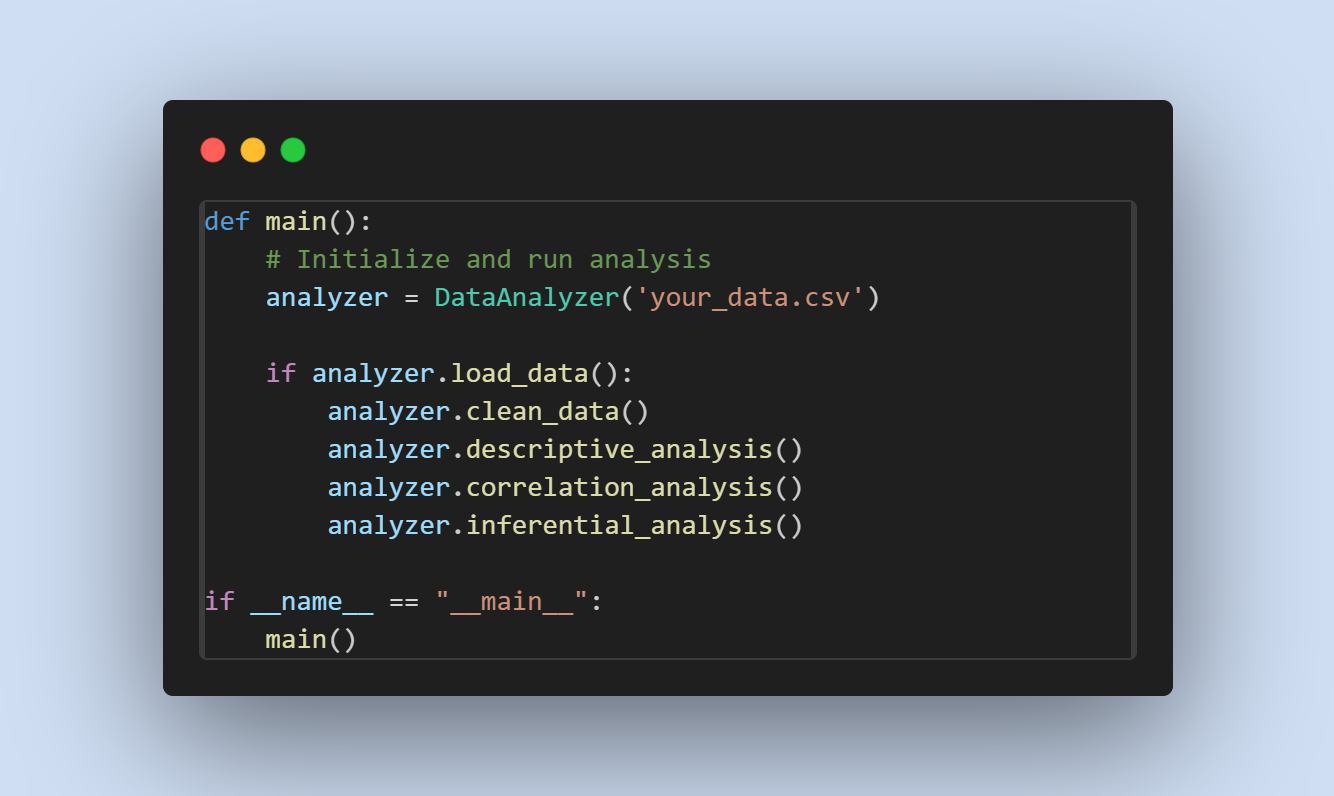 def main():
    # Initialize and run analysis
    analyzer = DataAnalyzer('your_data.csv')

    if analyzer.load_data():
        analyzer.clean_data()
        analyzer.descriptive_analysis()
        analyzer.correlation_analysis()
        analyzer.inferential_analysis()

if __name__ == "__main__":
    main()